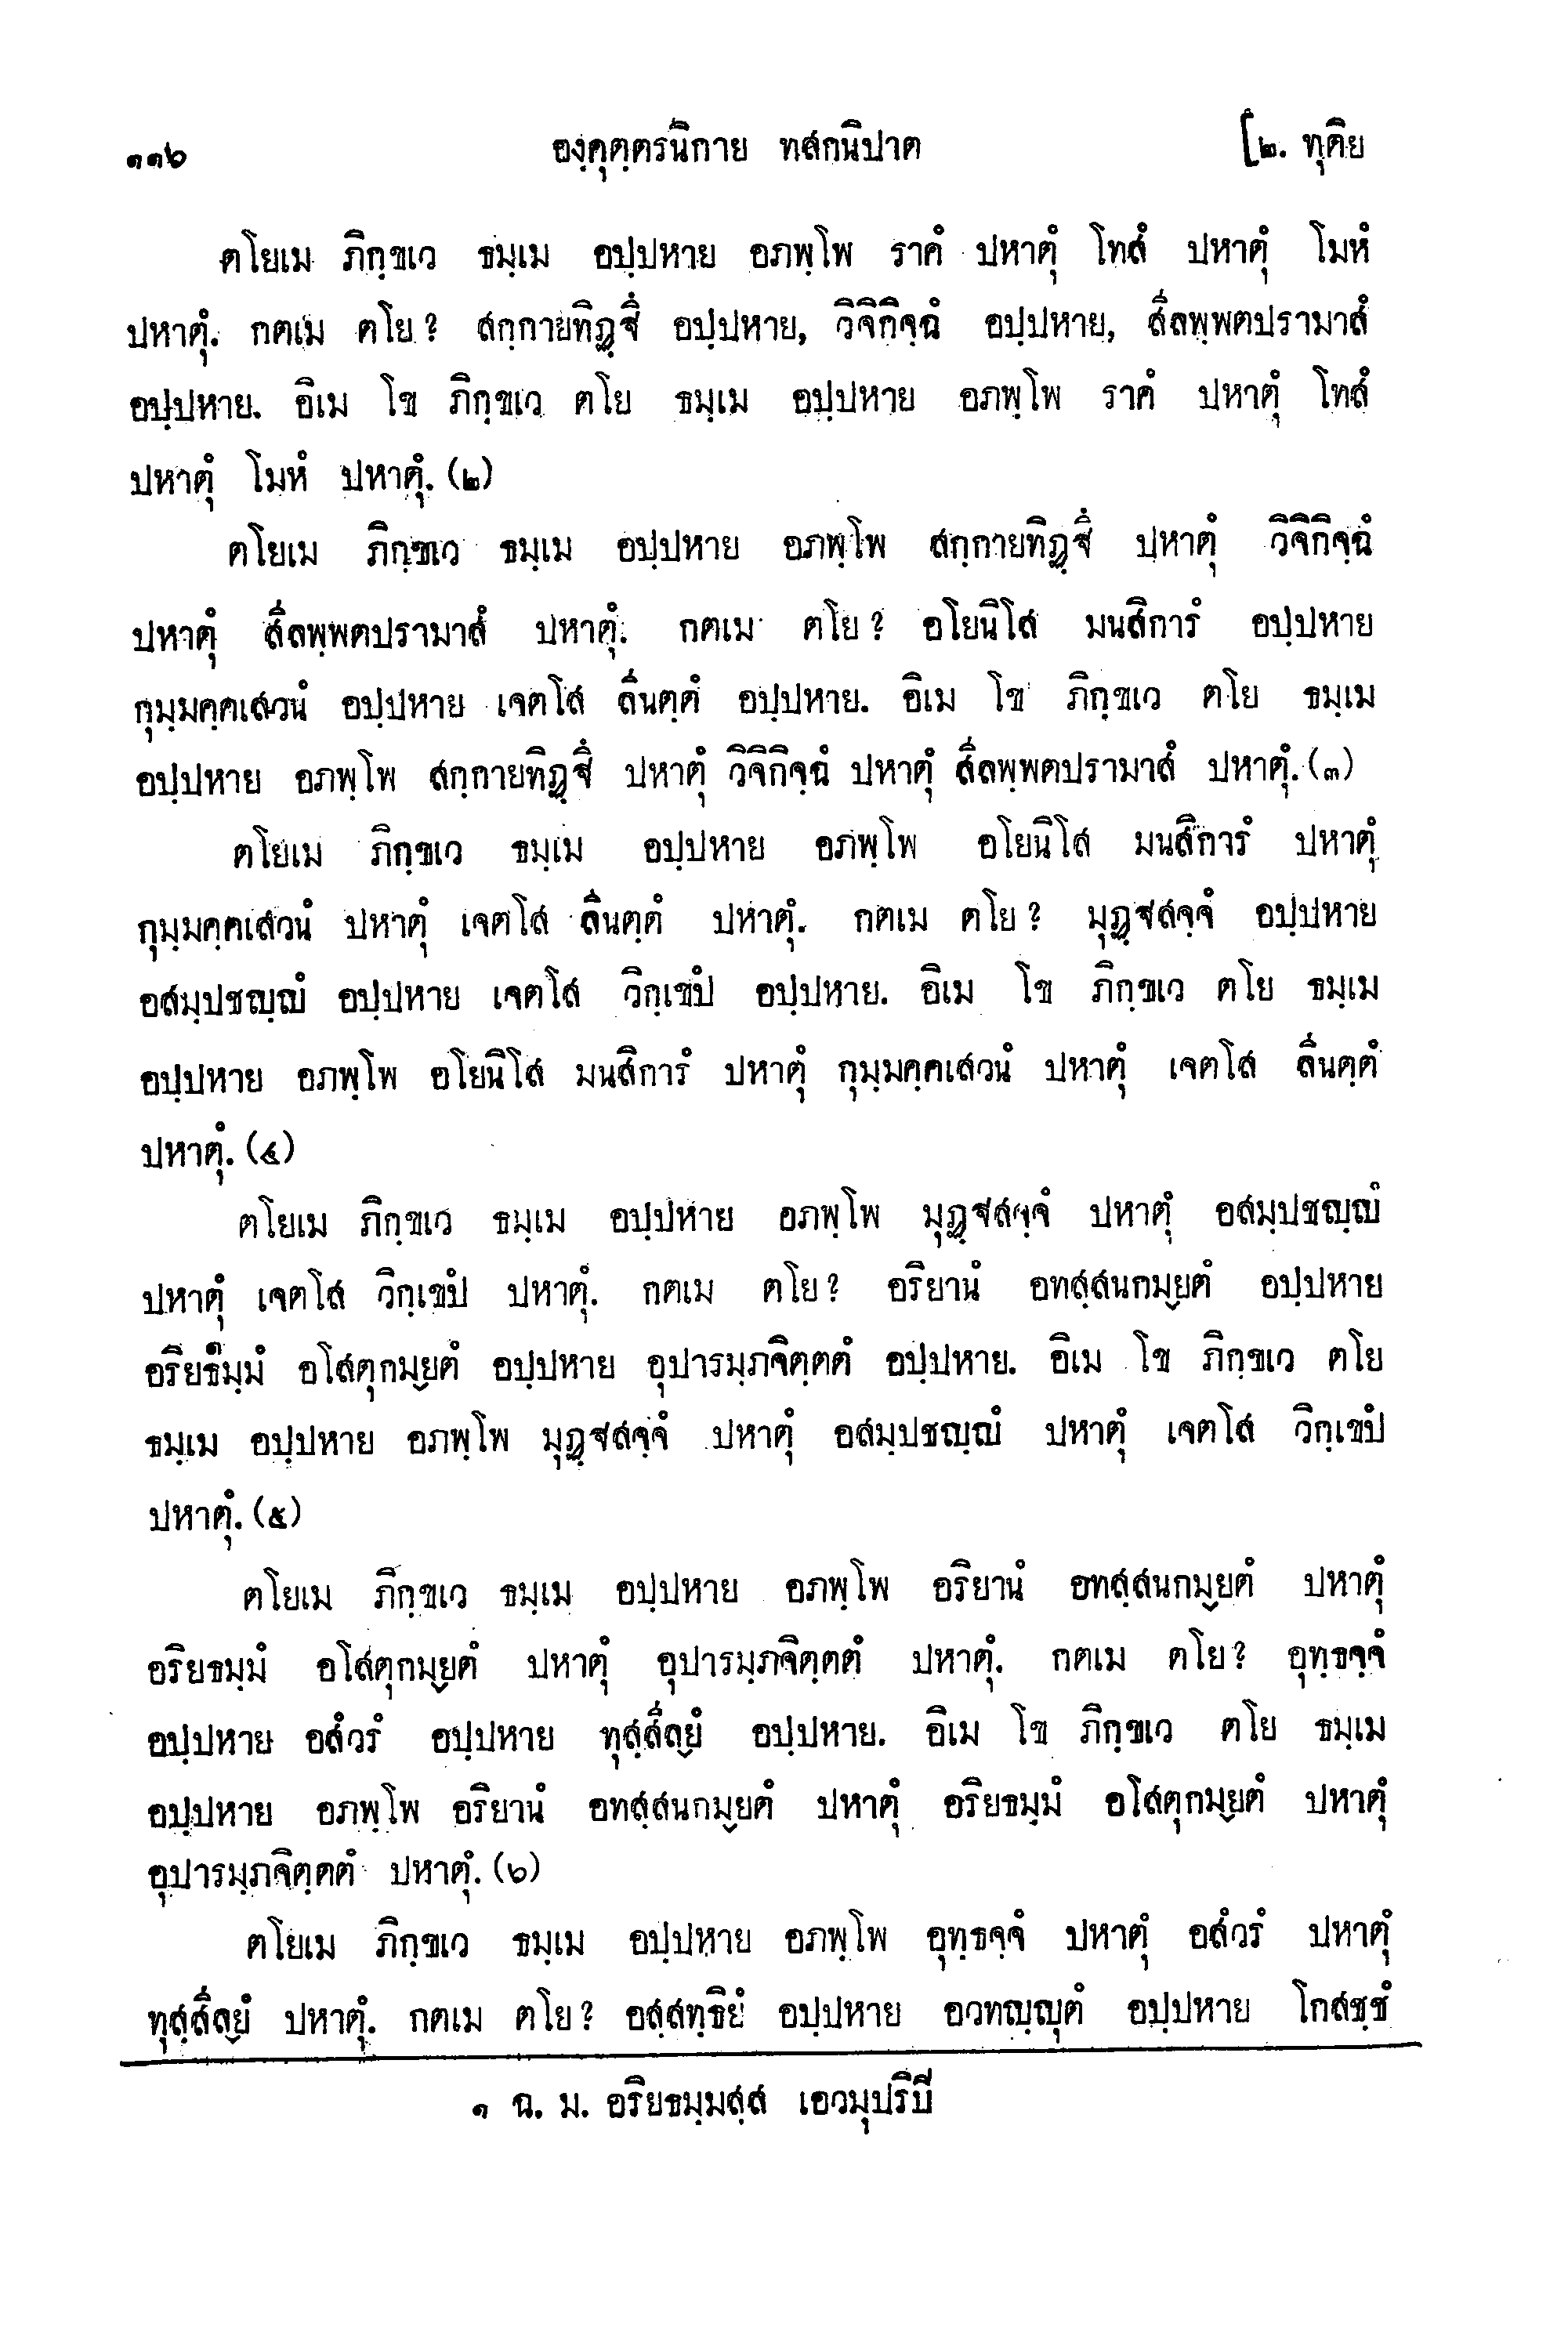 ๑๑๖ องฺคุตฺตรนิกาย ทสกนิปาต [๒. ทุติย
ตโยเม ภิกฺขเว ธมฺเม อปฺปหาย อภพฺโพ ราคํ ปหาตุํ โทสํ ปหาตุํ โมหํ
ปหาตุํ. กตเม ตโย? สกฺกายทิฏฺฐึ อปฺปหาย, วิจิกิจฺฉํ อปฺปหาย, สีลพฺพตปรามาสํ
อปฺปหาย. อิเม โข ภิกฺขเว ตโย ธมฺเม อปฺปหาย อภพฺโพ ราคํ ปหาตุํ โทสํ
ปหาตุํ โมหํ ปหาตุํ. (๒)
ตโยเม ภิกฺขเว ธมฺเม อปฺปหาย อภพฺโพ สกฺกายทิฏฺฐึ ปหาตุํ วิจิกิจฺฉํ
ปหาตุํ สีลพฺพตปรามาสํ ปหาตุํ. กตเม ตโย? อโยนิโส มนสิการํ อปฺปหาย
กุมฺมคฺคเสวนํ อปฺปหาย เจตโส ลีนตฺตํ อปฺปหาย. อิเม โข ภิกฺขเว ตโย ธมฺเม
อปฺปหาย อภพฺโพ สกฺกายทิฏฺฐึ ปหาตุํ วิจิกิจฺฉํ ปหาตุํ สีลพฺพตปรามาสํ ปหาตุํ. (๓)
ตโยเม ภิกฺขเว ธมฺเม อปฺปหาย อภพฺโพ อโยนิโส มนสิการํ ปหาตุํ
กุมฺมคฺคเสวนํ ปหาตุํ เจตโส ลีนตฺตํ ปหาตุํ. กตเม ตโย? มุฏฺฐสจฺจํ อปฺปหาย
อสมฺปชญฺญํ อปฺปหาย เจตโส วิกฺเขปํ อปฺปหาย. อิเม โข ภิกฺขเว ตโย ธมฺเม
อปฺปหาย อภพฺโพ อโยนิโส มนสิการํ ปหาตุํ กุมฺมคฺคเสวนํ ปหาตุํ เจตโส ลีนตฺตํ
ปหาตุํ. (๔)
ตโยเม ภิกฺขเว ธมฺเม อปฺปหาย อภพฺโพ มุฏฺฐสจฺจํ ปหาตุํ อสมฺปชญฺญํ
ปหาตุํ เจตโส วิกฺเขปํ ปหาตุํ. กตเม ตโย? อริยานํ อทสฺสนกมฺยตํ อปฺปหาย
อริยธ๑มฺมํ อโสตุกมฺยตํ อปฺปหาย อุปารมฺภจิตฺตตํ อปฺปหาย. อิเม โข ภิกฺขเว ตโย
ธมฺเม อปฺปหาย อภพฺโพ มุฏฺฐสจฺจํ ปหาตุํ อสมฺปชญฺญํ ปหาตุํ เจตโส วิกฺเขปํ
ปหาตุํ. (๕)
ตโยเม ภิกฺขเว ธมฺเม อปฺปหาย อภพฺโพ อริยานํ อทสฺสนกมฺยตํ ปหาตุํ
อริยธมฺมํ อโสตุกมฺยตํ ปหาตุํ อุปารมฺภจิตฺตตํ ปหาตุํ. กตเม ตโย? อุทฺธจฺจํ
อปฺปหาย อสํวรํ อปฺปหาย ทุสฺสีลฺยํ อปฺปหาย. อิเม โข ภิกฺขเว ตโย ธมฺเม
อปฺปหาย อภพฺโพ อริยานํ อทสฺสนกมฺยตํ ปหาตุํ อริยธมฺมํ อโสตุกมฺยตํ ปหาตุํ
อุปารมฺภจิตฺตตํ ปหาตุํ. (๖)
ตโยเม ภิกฺขเว ธมฺเม อปฺปหาย อภพฺโพ อุทฺธจฺจํ ปหาตุํ อสํวรํ ปหาตุํ
ทุสฺสีลฺยํ ปหาตุํ. กตเม ตโย? อสฺสทฺธิยํ อปฺปหาย อวทญฺญุตํ อปฺปหาย โกสชฺชํ
๑ ฉ. ม. อริยธมฺมสฺส เอวมุปริปิ